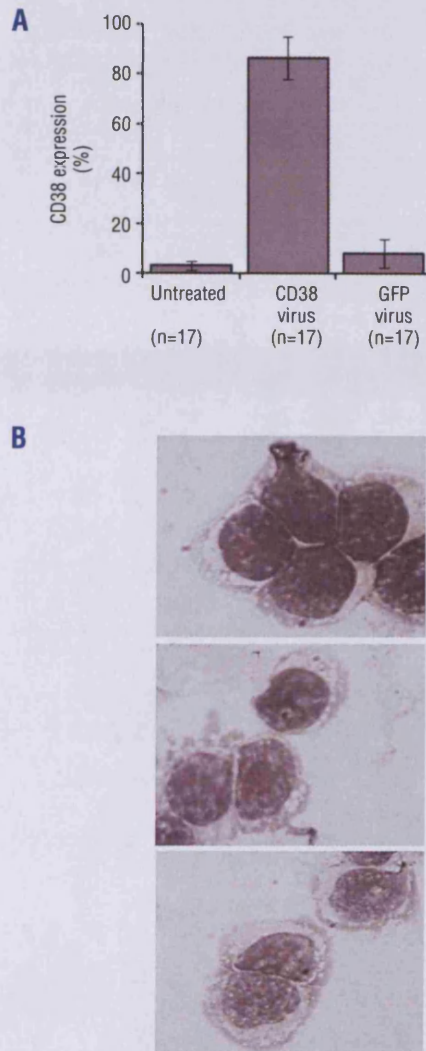 A
CD38 expression
(%)
100
80
60
40
20
0
Untreated
(n=17)
CD38
virus
(n=17)
GFP
virus
(n=17)
B